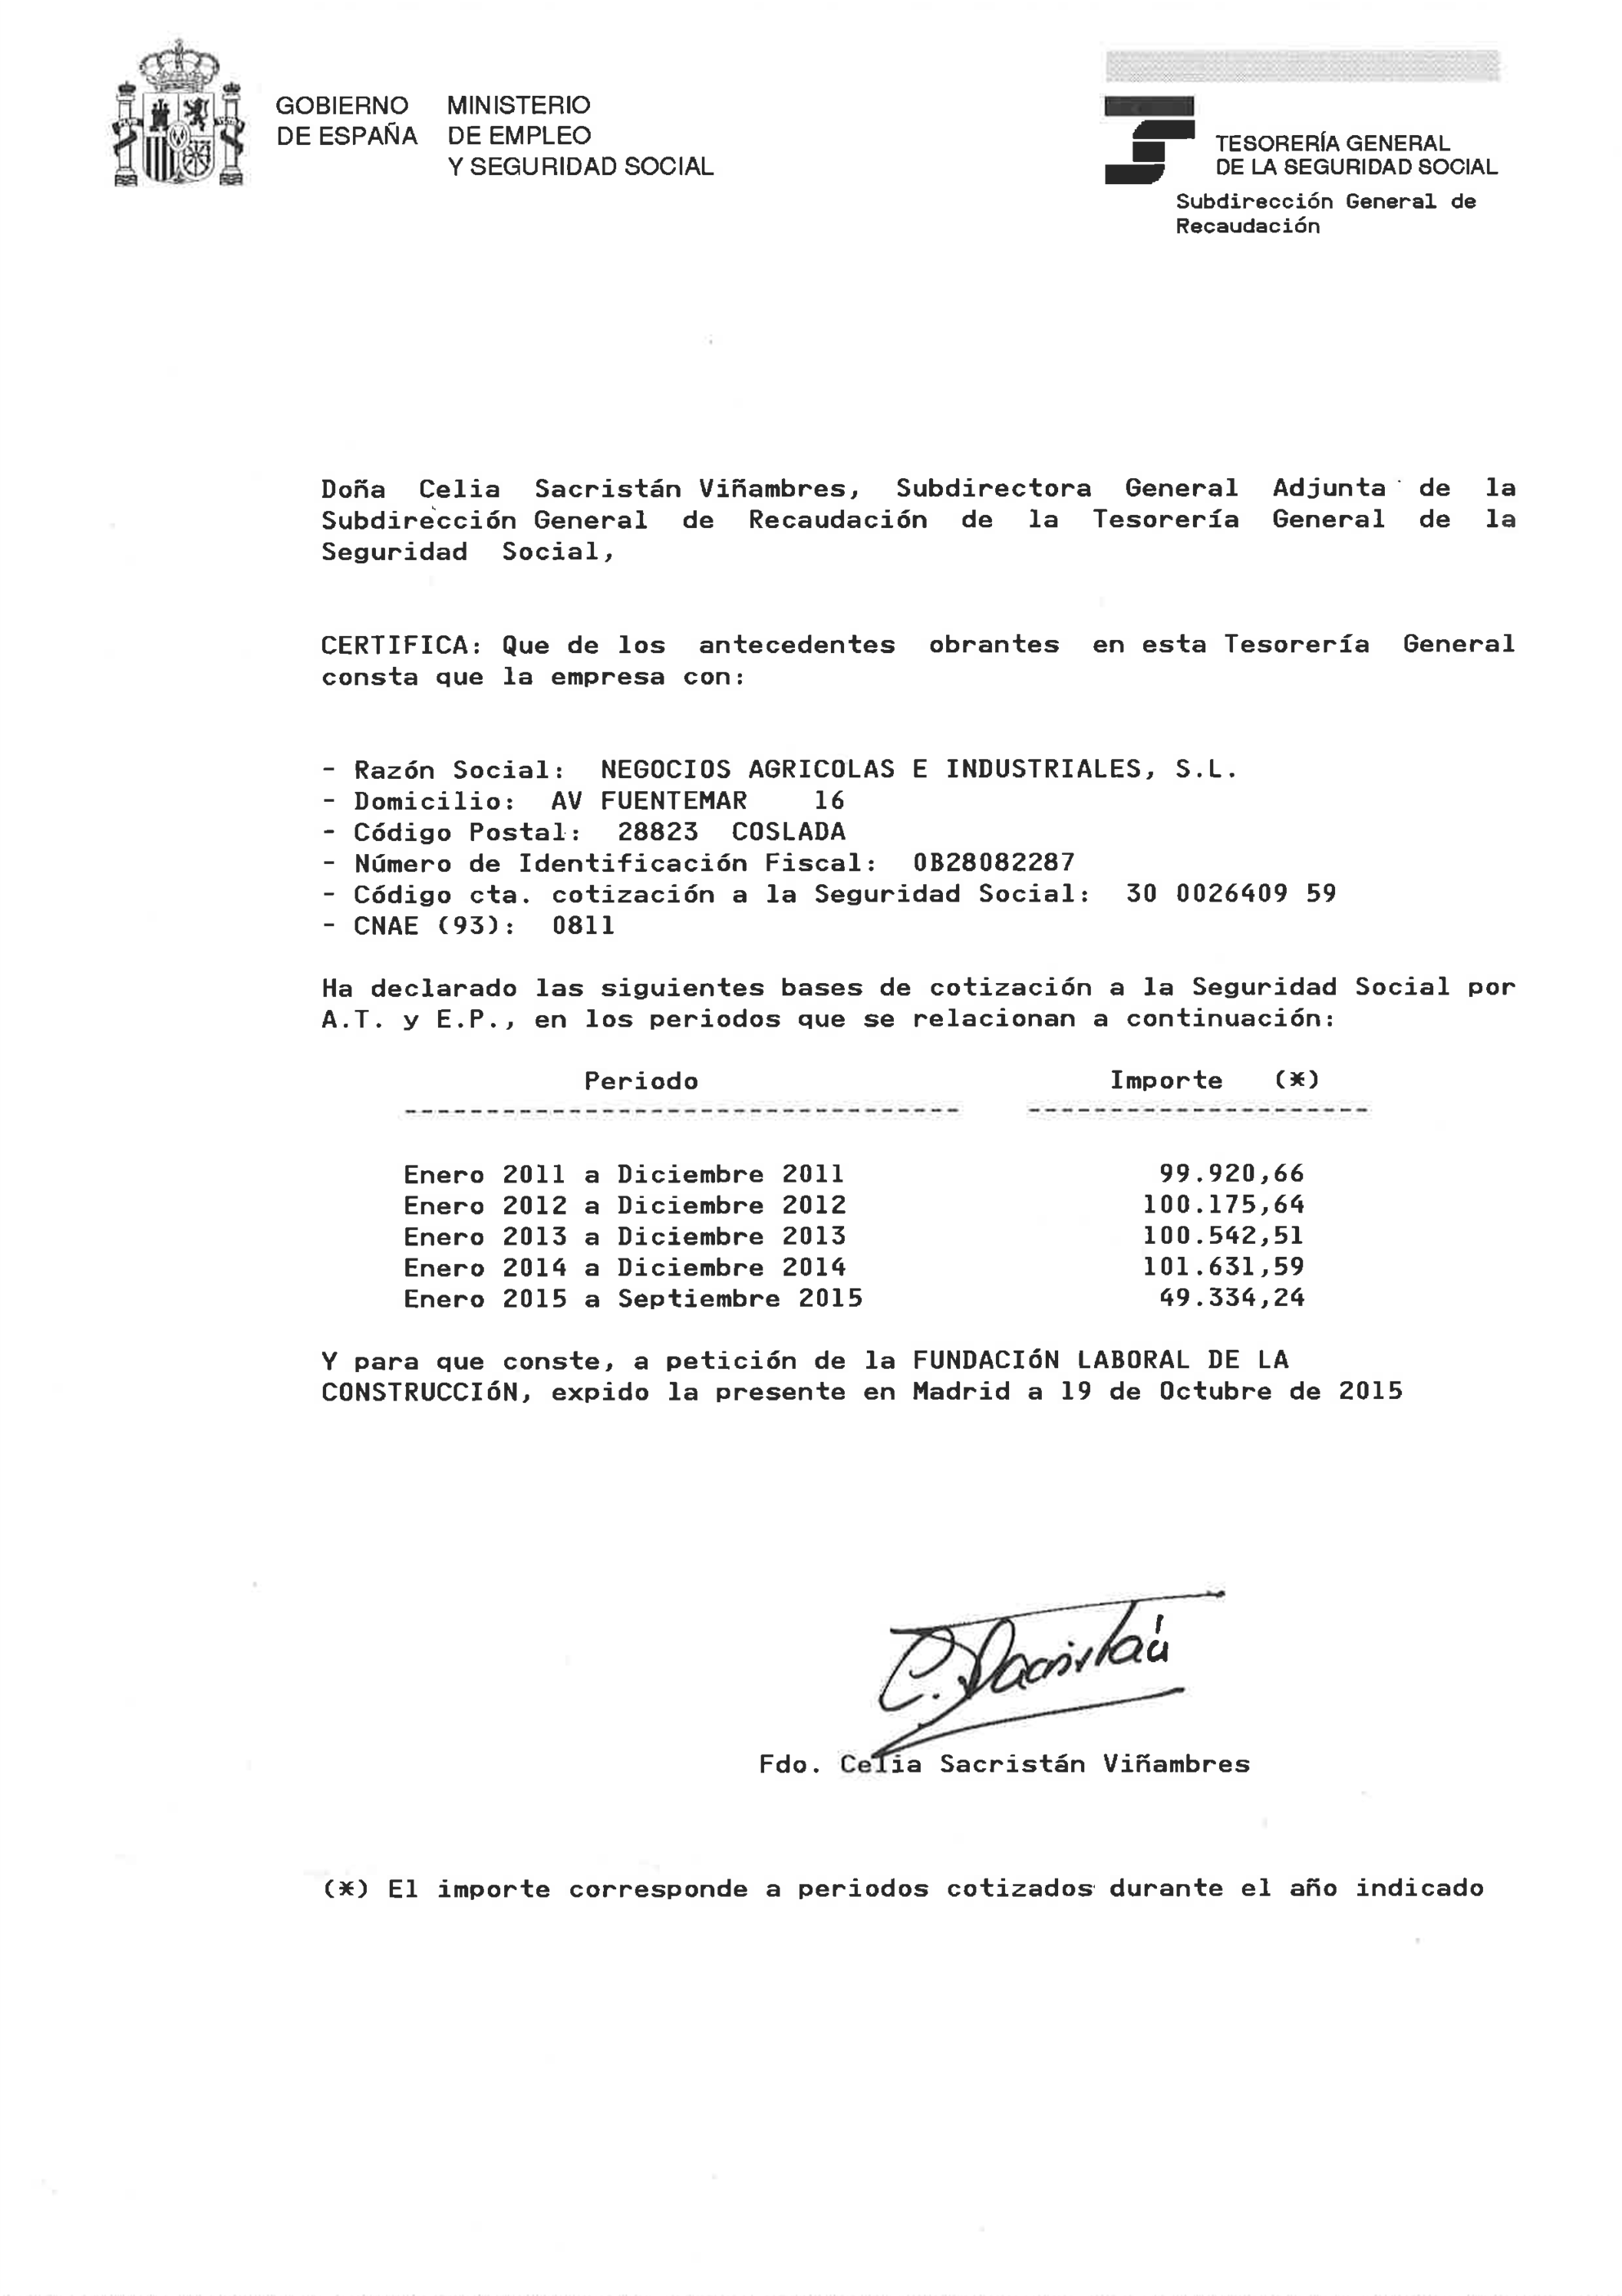 GOBIERNO DE ESPAÑA
MINISTERIO DE EMPLEO Y SEGURIDAD SOCIAL
TESORERÍA GENERAL
DE LA SEGURIDAD SOCIAL
Subdirección General de
Recaudación
Doña Celia Sacristán Viñambres, Subdirectora General Adjunta de la
Subdirección General de Recaudación de la Tesorería General de la
Seguridad Social,
CERTIFICA: Que de los antecedentes obrantes en esta Tesorería General
consta que la empresa con:
- Razón Social: NEGOCIOS AGRICOLAS E INDUSTRIALES, S.L.
- Domicilio: AV FUENTEMAR 16
- Código Postal: 28823 COSLADA
- Número de Identificación Fiscal: 0B28082287
- Código cta. cotización a la Seguridad Social: 30 0026409 59
- CNAE (93): 0811
Ha declarado las siguientes bases de cotización a la Seguridad Social por
A.T. y E.P., en los periodos que se relacionan a continuación:
Periodo Importe (*)
Enero 2011 a Diciembre 2011 99.920,66
Enero 2012 a Diciembre 2012 100.175,64
Enero 2013 a Diciembre 2013 100.542,51
Enero 2014 a Diciembre 2014 101.631,59
Enero 2015 a Septiembre 2015 49.334,24
Y para que conste, a petición de la FUNDACIóN LABORAL DE LA
CONSTRUCCIóN, expido la presente en Madrid a 19 de Octubre de 2015
C. Sacristán
Fdo. Celia Sacristán Viñambres
(*) El importe corresponde a periodos cotizados durante el año indicado